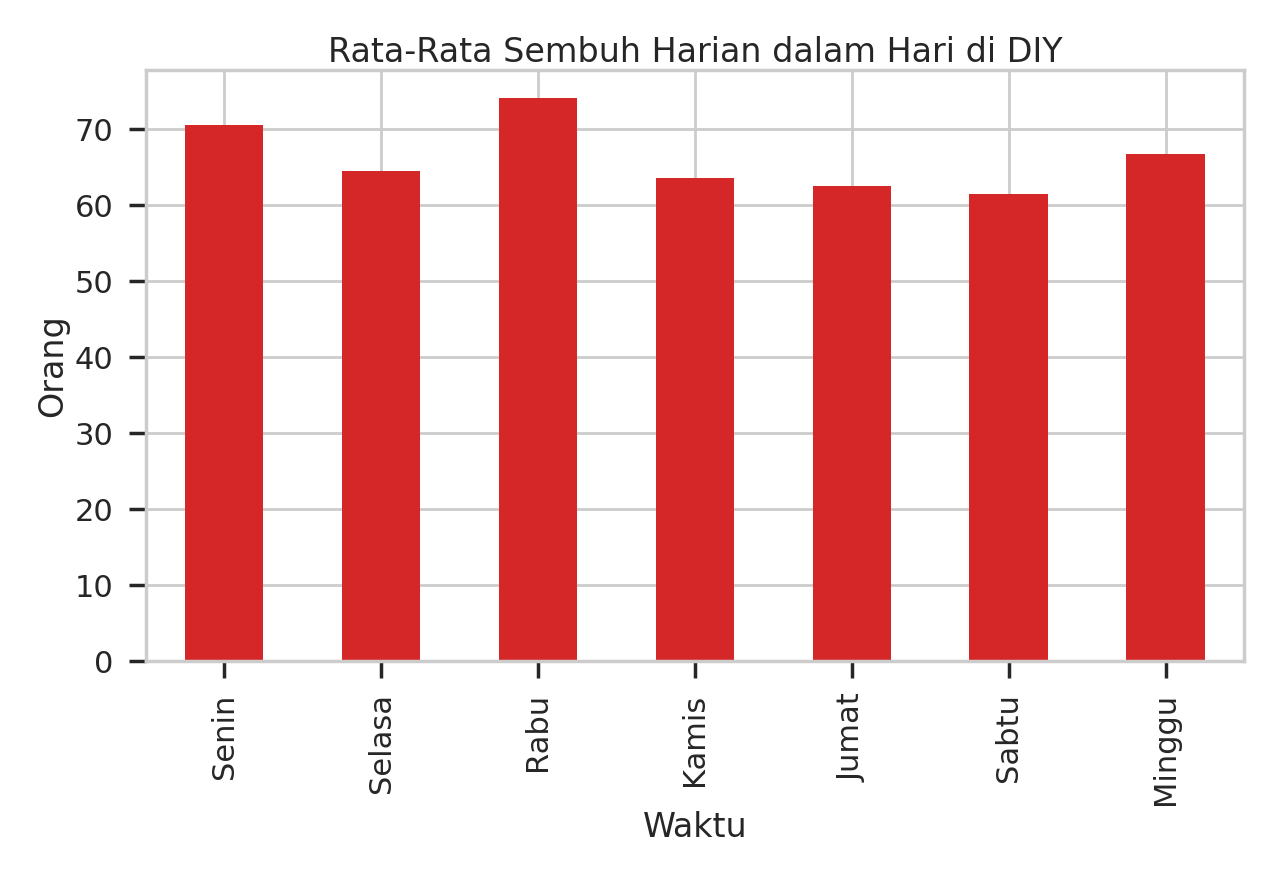 Rata-Rata Sembuh Harian dalam Hari di DIY
70
60
50
40
30
20
10
0
Orang
Senin
Selasa
Rabu
Kamis
Jumat
Sabtu
Minggu
Waktu